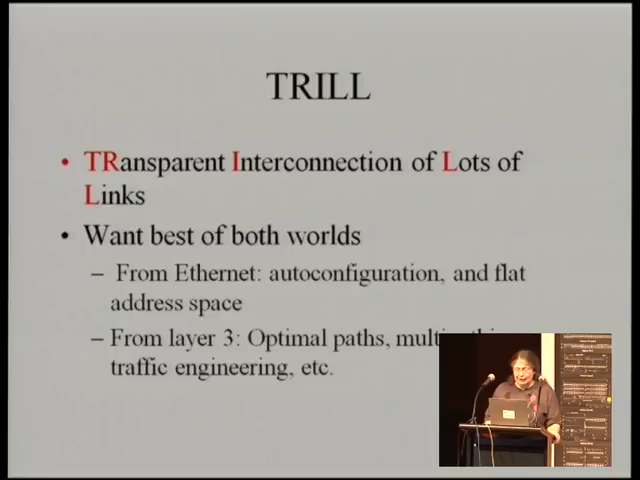 TRILL
• TRansparent Interconnection of Lots of
Links
• Want best of both worlds
– From Ethernet: autoconfiguration, and flat
address space
– From layer 3: Optimal paths,
traffic engineering, etc.